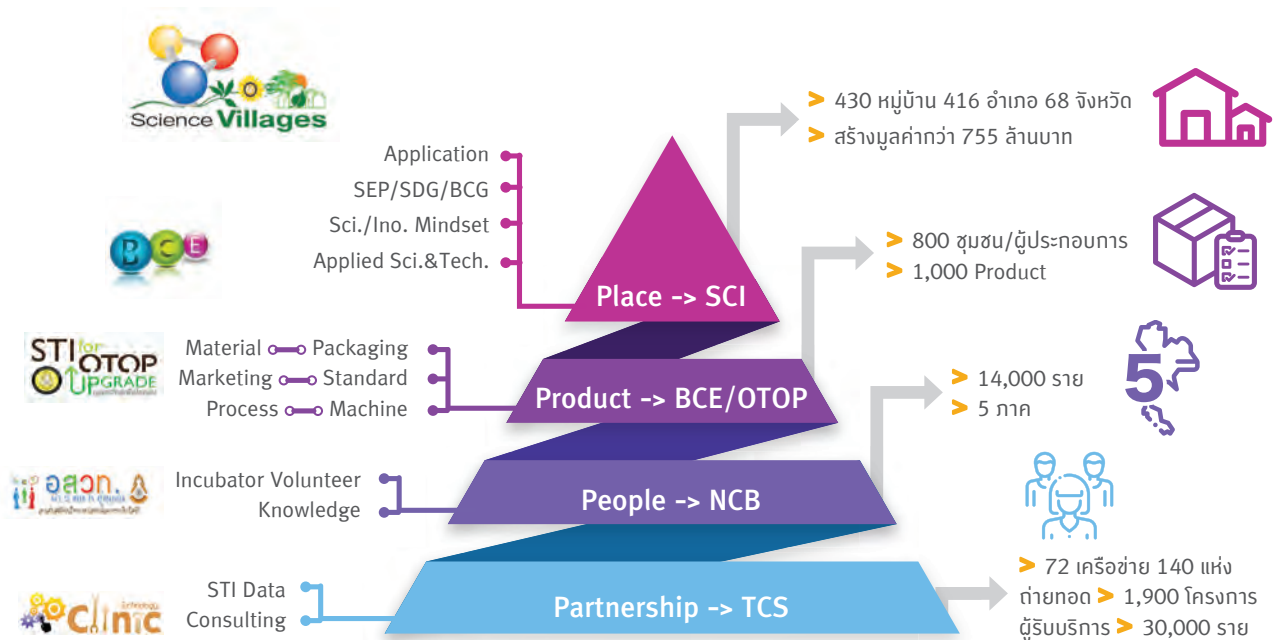 Science Villages
Application
SEP/SDG/BCG
Sci./Ino. Mindset
Applied Sci.&Tech.
Place -> SCI
> 430 หมู่บ้าน 416 อำเภอ 68 จังหวัด
> สร้างมูลค่ากว่า 755 ล้านบาท
BCE
STI for
OTOP
UPGRADE
Material Packaging
Marketing Standard
Process Machine
Product -> BCE/OTOP
> 800 ชุมชน/ผู้ประกอบการ
> 1,000 Product
อสวท.
Incubator Volunteer
Knowledge
People -> NCB
> 14,000 ราย
> 5 ภาค
5
Technology
Clinic
STI Data
Consulting
Partnership -> TCS
> 72 เครือข่าย 140 แห่ง
ถ่ายทอด > 1,900 โครงการ
ผู้ริมบริการ > 30,000 ราย